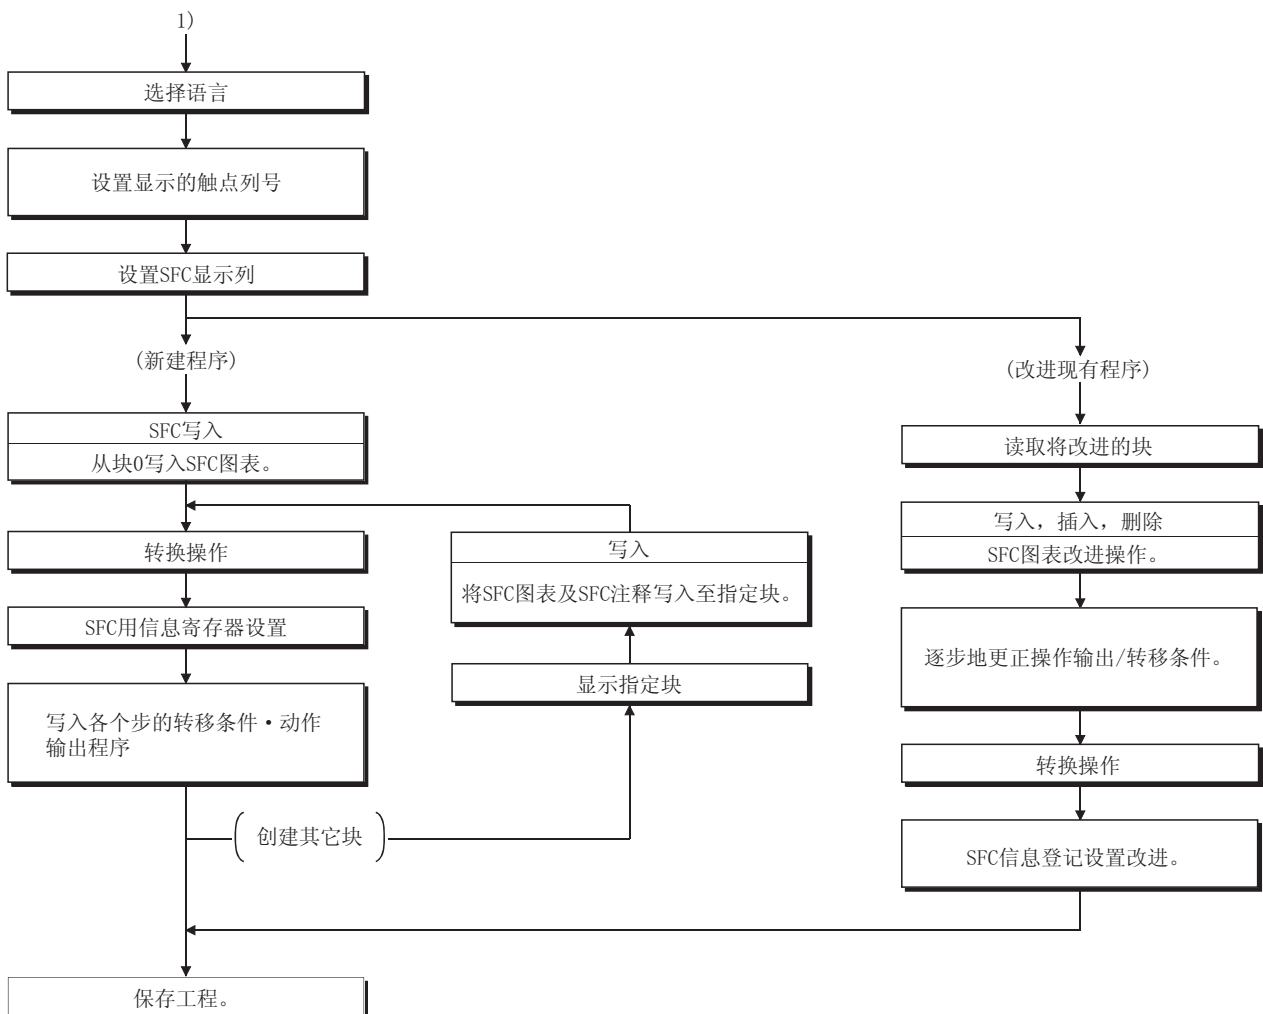 1)
选择语言
设置显示的触点列号
设置SFC显示列
(新建程序)
SFC写入
从块0写入SFC图表。
转换操作
SFC用信息寄存器设置
写入各个步的转移条件·动作
输出程序
创建其它块
写入
将SFC图表及SFC注释写入至指定块。
显示指定块
(改进现有程序)
读取将改进的块
写入，插入，删除
SFC图表改进操作。
逐步地更正操作输出/转移条件。
转换操作
SFC信息登记设置改进。
保存工程。